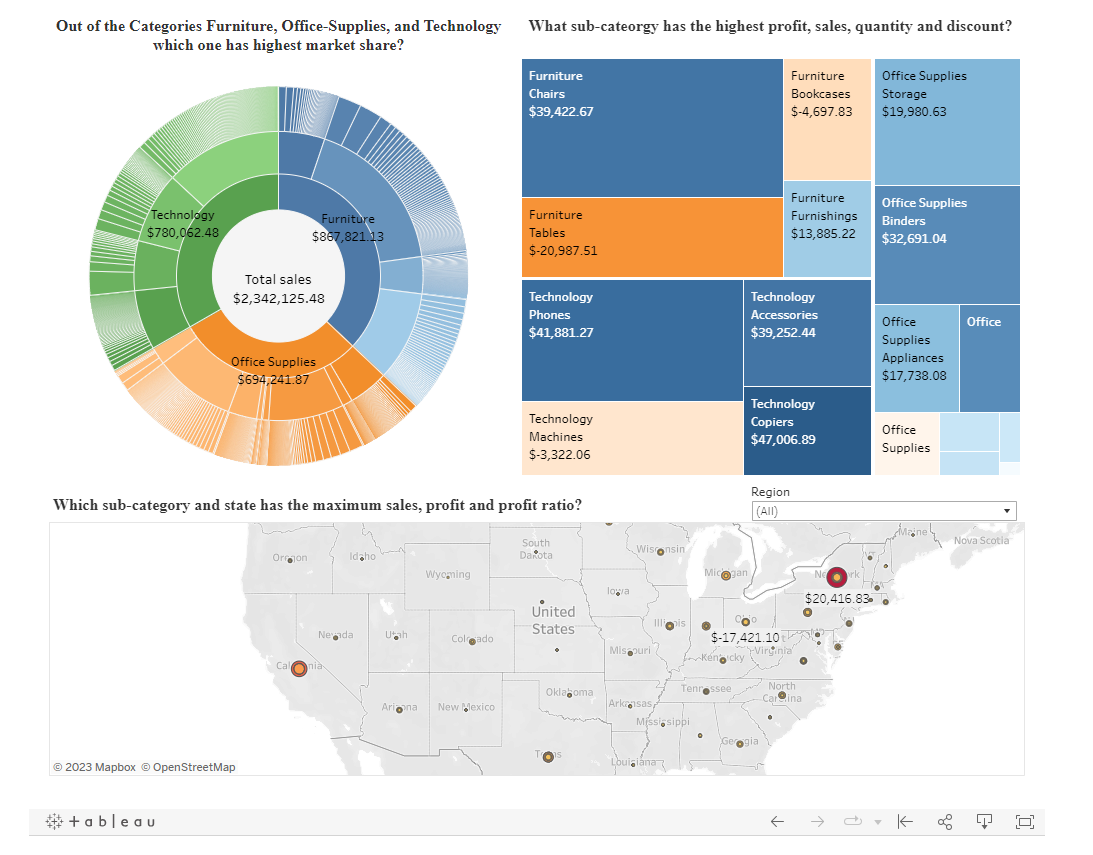 Out of the Categories Furniture, Office-Supplies, and Technology
which one has highest market share?
What sub-cateorgy has the highest profit, sales, quantity and discount?
Technology
$780,062.48
Furniture
$867,821.13
Total sales
$2,342,125.48
Office Supplies
$694,241.87
Furniture
Chairs
$39,422.67
Furniture
Bookcases
$-4,697.83
Office Supplies
Storage
$19,980.63
Furniture
Tables
$-20,987.51
Furniture
Furnishings
$13,885.22
Office Supplies
Binders
$32,691.04
Technology
Phones
$41,881.27
Technology
Accessories
$39,252.44
Office
Supplies
Appliances
$17,738.08
Office
Technology
Machines
$-3,322.06
Technology
Copiers
$47,006.89
Office
Supplies
Which sub-category and state has the maximum sales, profit and profit ratio?
Region
(All)
Oregon
Idaho
Wyoming
South
Dakota
Wisconsin
Michigan
New York
Maine
Nova Scotia
$20,416.83
Iowa
United
States
Nevada
Utah
Colorado
Illinois
Ohio
$-17,421.10
MD
California
Missouri
Kentucky
Virginia
Arizona
New Mexico
Oklahoma
Arkansas
Tennessee
North
Carolina
Mississippi
Georgia
Texas
Louisiana
VT
© 2023 Mapbox © OpenStreetMap
+ableau